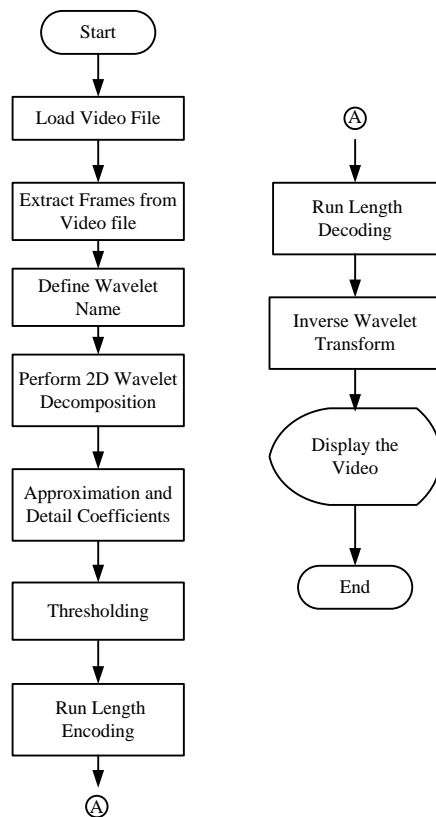 Start
Load Video File
Extract Frames from
Video file
Define Wavelet
Name
Perform 2D Wavelet
Decomposition
Approximation and
Detail Coefficients
Thresholding
Run Length
Encoding
A
A
Run Length
Decoding
Inverse Wavelet
Transform
Display the
Video
End